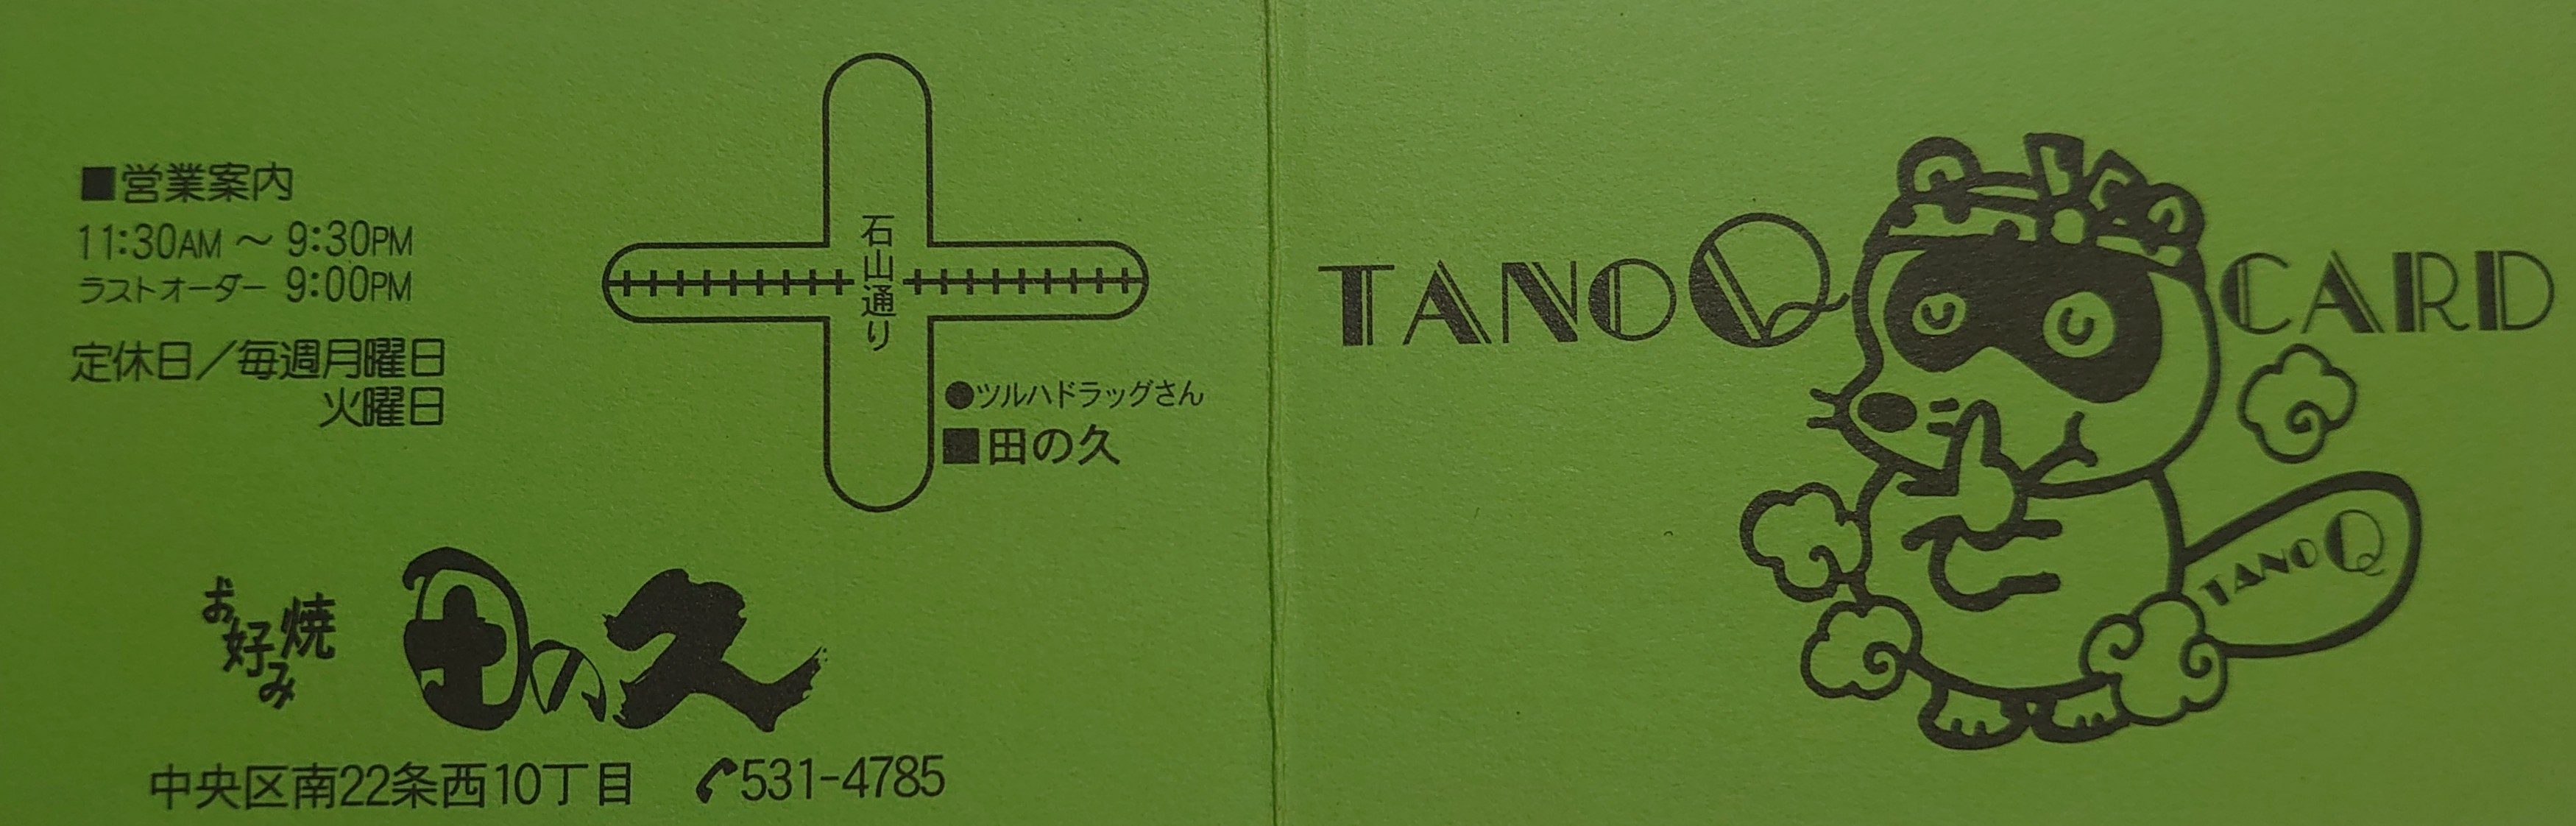 ■営業案内
11:30AM ～ 9:30PM
ラストオーダー 9:00PM
定休日／毎週月曜日
火曜日
石山通り
●ツルハドラッグさん
■田の久
お好み焼
田の久
中央区南22条西10丁目 531-4785
TANOQ CARD
TANOQ